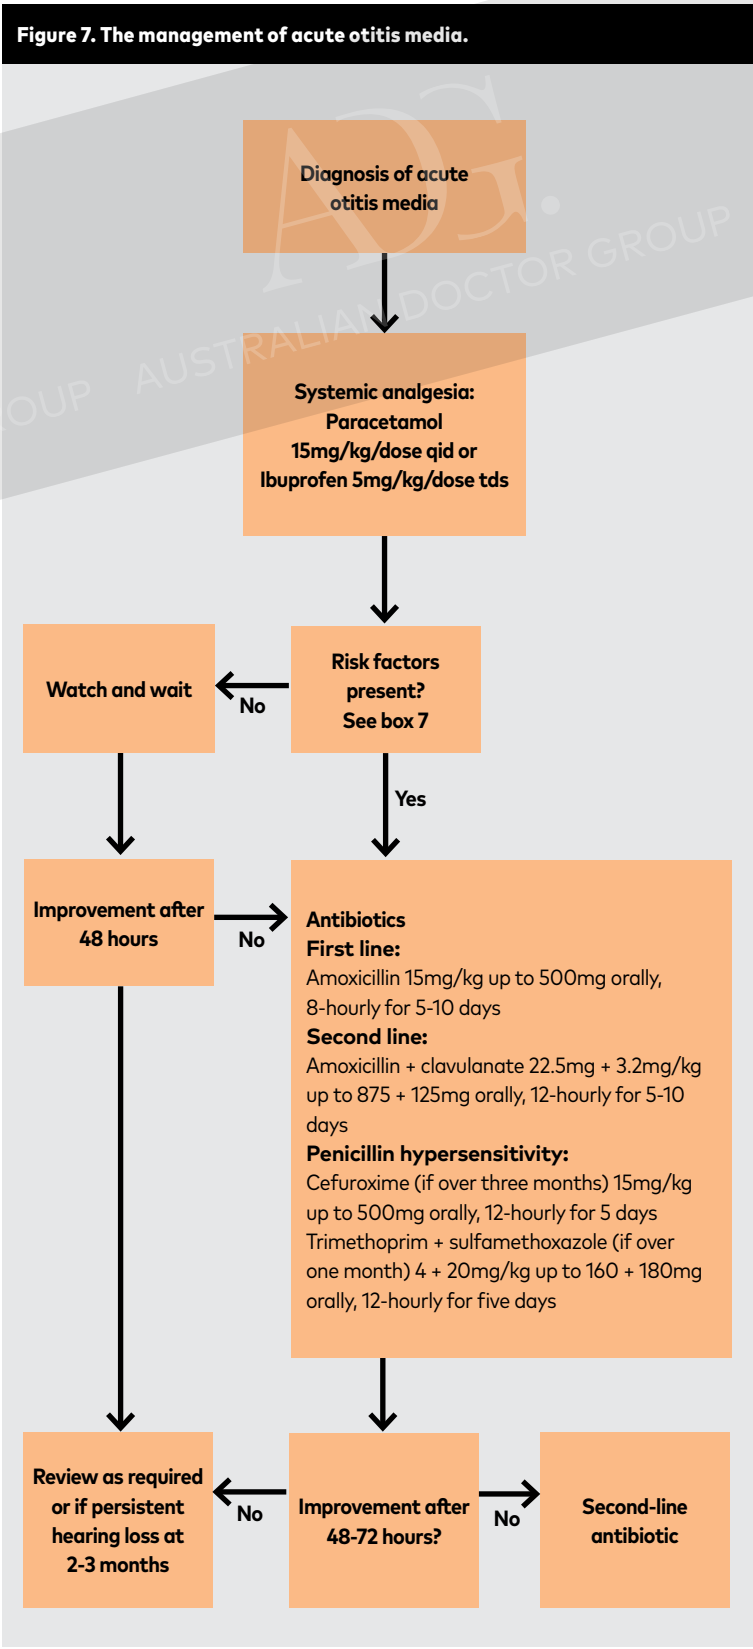 Figure 7. The management of acute otitis media.
Diagnosis of acute
otitis media
ADG.
AUSTRALIAN DOCTOR GROUP
OUP
Systemic analgesia:
Paracetamol
15mg/kg/dose qid or
Ibuprofen 5mg/kg/dose tds
Watch and wait
No
Risk factors
present?
See box 7
Yes
Improvement after
48 hours
No
Antibiotics
First line:
Amoxicillin 15mg/kg up to 500mg orally,
8-hourly for 5-10 days
Second line:
Amoxicillin + clavulanate 22.5mg + 3.2mg/kg
up to 875 + 125mg orally, 12-hourly for 5-10
days
Penicillin hypersensitivity:
Cefuroxime (if over three months) 15mg/kg
up to 500mg orally, 12-hourly for 5 days
Trimethoprim + sulfamethoxazole (if over
one month) 4 + 20mg/kg up to 160 + 180mg
orally, 12-hourly for five days
Review as required
or if persistent
hearing loss at
2-3 months
No
Improvement after
48-72 hours?
No
Second-line
antibiotic